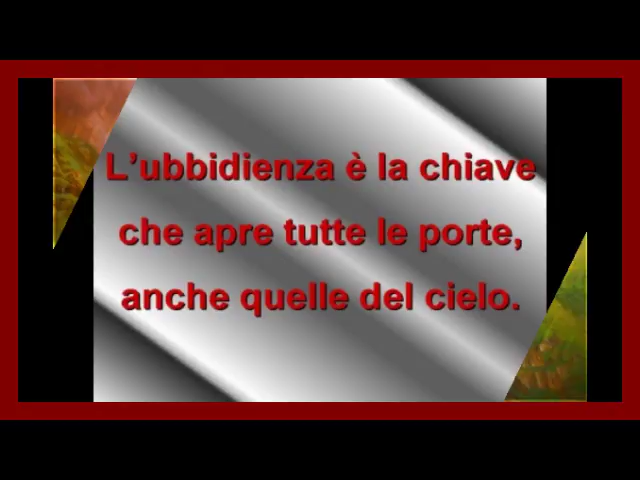 L’ubbidienza è la chiave
che apre tutte le porte,
anche quelle del cielo.